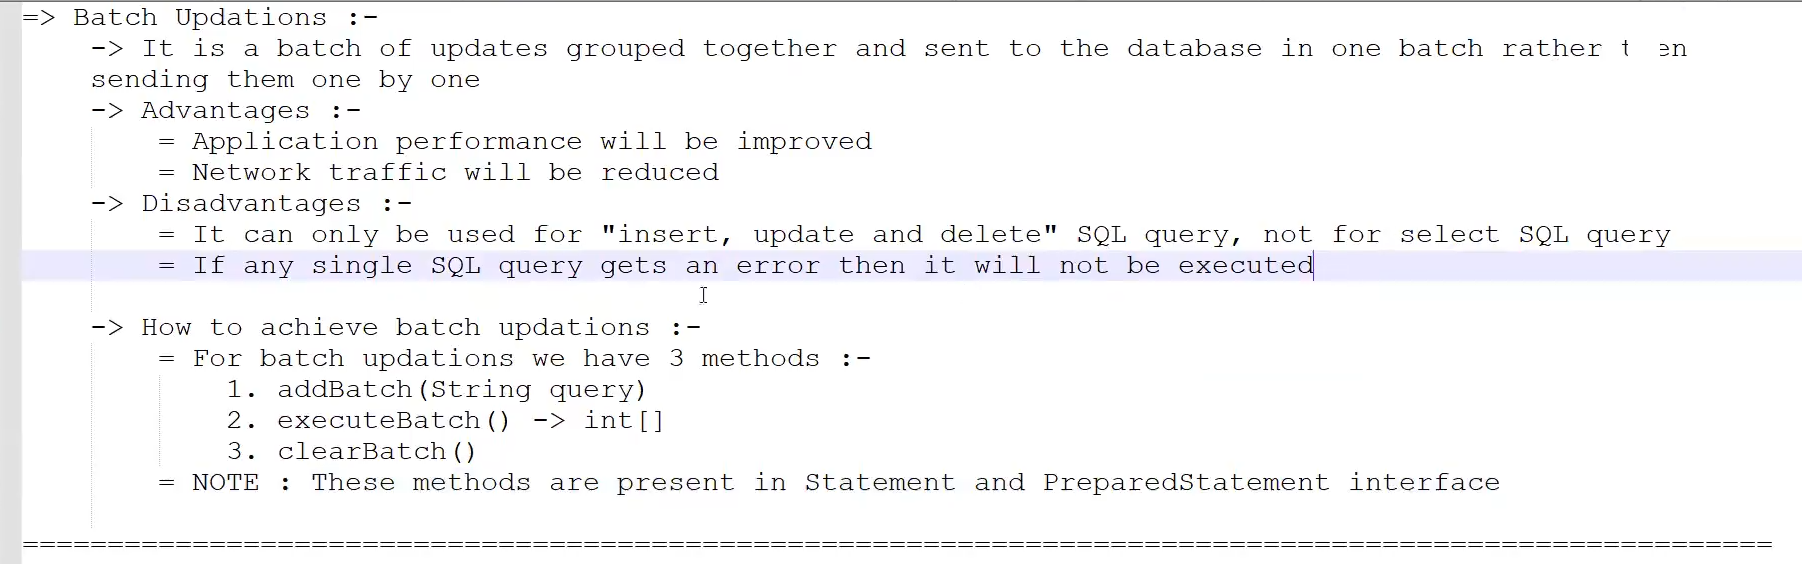 => Batch Updations :-
-> It is a batch of updates grouped together and sent to the database in one batch rather
sending them one by one
-> Advantages :-
= Application performance will be improved
= Network traffic will be reduced
-> Disadvantages :-
= It can only be used for "insert, update and delete" SQL query, not for select SQL query
= If any single SQL query gets an error then it will not be executed
-> How to achieve batch updations :-
= For batch updations we have 3 methods :-
1. addBatch(String query)
2. executeBatch() -> int[]
3. clearBatch()
= NOTE : These methods are present in Statement and PreparedStatement interface
=======================================================================================================